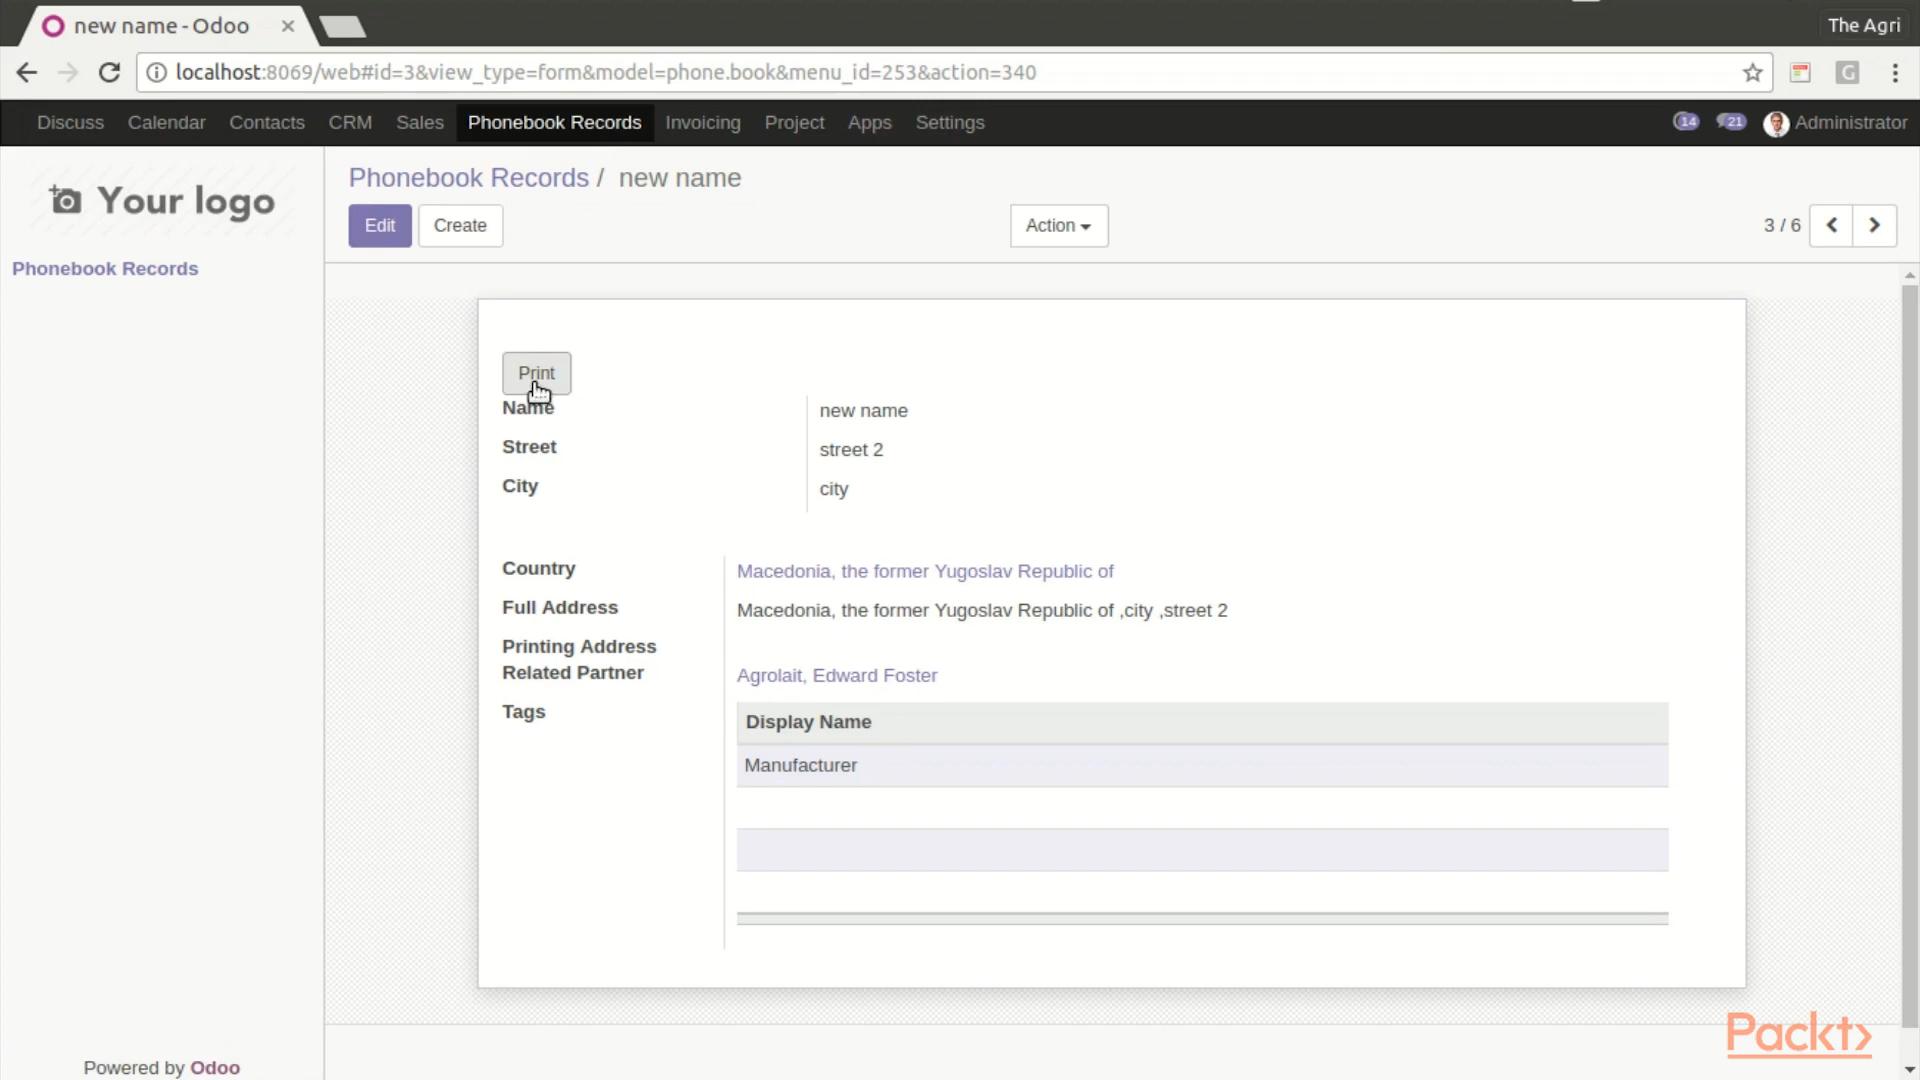 new name - Odoo
The Agri
localhost:8069/web#id=3&view_type=form&model=phone.book&menu_id=253&action=340
G
Discuss Calendar Contacts CRM Sales Phonebook Records Invoicing Project Apps Settings 14 21 Administrator
Your logo
Phonebook Records / new name
Edit Create Action 3 / 6
Phonebook Records
Print
Name new name
Street street 2
City city
Country Macedonia, the former Yugoslav Republic of
Full Address Macedonia, the former Yugoslav Republic of ,city ,street 2
Printing Address
Related Partner Agrolait, Edward Foster
Tags
Display Name
Manufacturer
Powered by Odoo
Packt